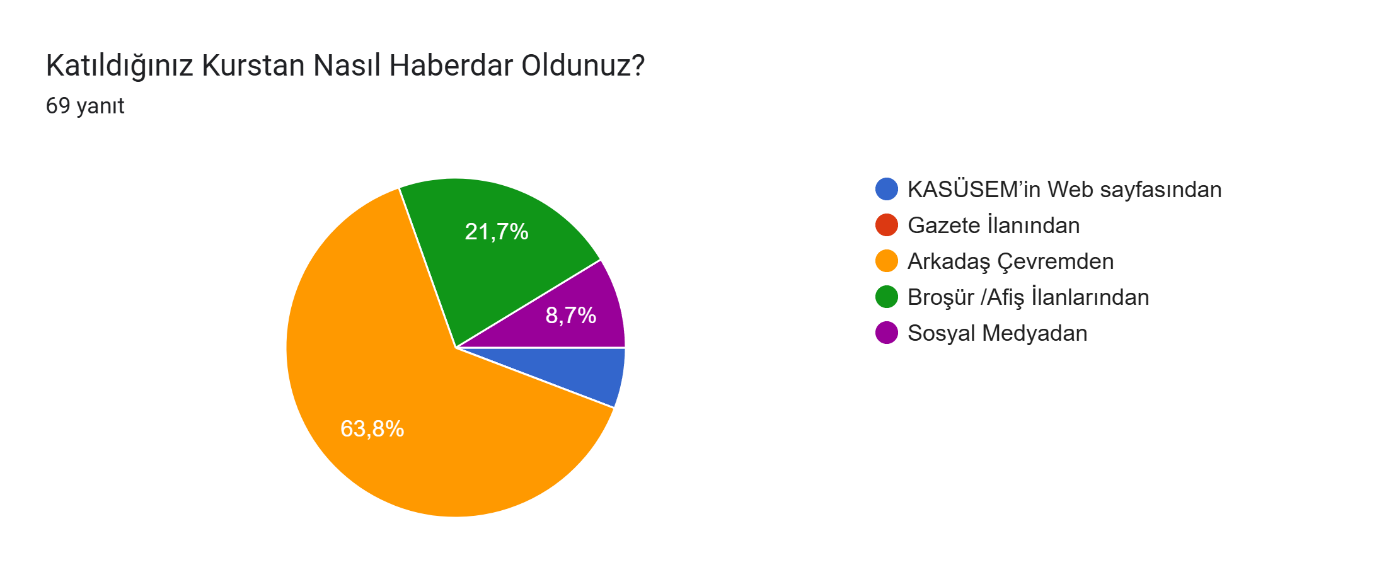 Katıldığınız Kurstan Nasıl Haberdar Oldunuz?
69 yanıt
21,7%
8,7%
63,8%
KASÜSEM’in Web sayfasından
Gazete İlanından
Arkadaş Çevremden
Broşür /Afiş İlanlarından
Sosyal Medyadan